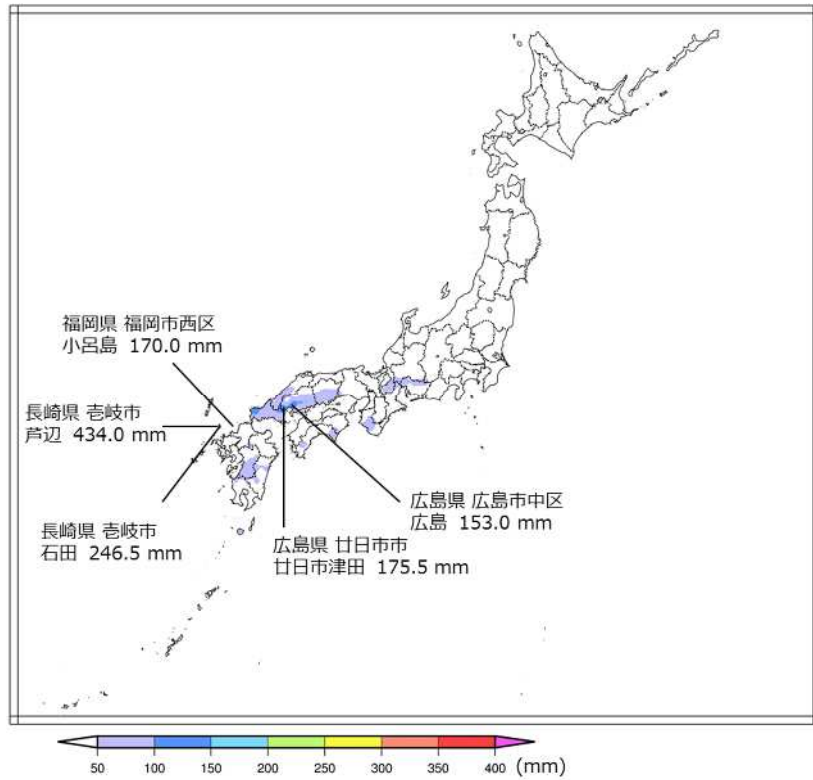 福岡県 福岡市西区
小呂島 170.0 mm
長崎県 壱岐市
芦辺 434.0 mm
長崎県 壱岐市
石田 246.5 mm
広島県 広島市中区
広島 153.0 mm
広島県 廿日市市
廿日市津田 175.5 mm
50 100 150 200 250 300 350 400 (mm)